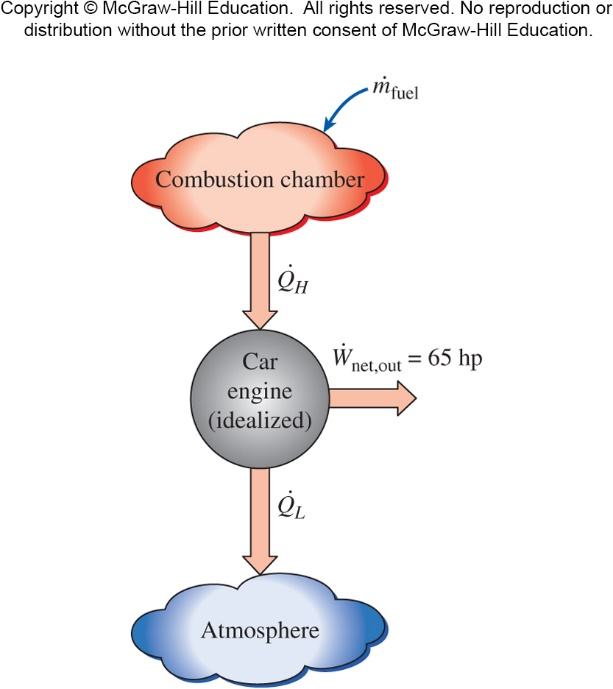 Copyright © McGraw-Hill Education. All rights reserved. No reproduction or
distribution without the prior written consent of McGraw-Hill Education.
ṁfuel
Combustion chamber
Q̇H
Car
engine
(idealized)
Ẇnet,out = 65 hp
Q̇L
Atmosphere